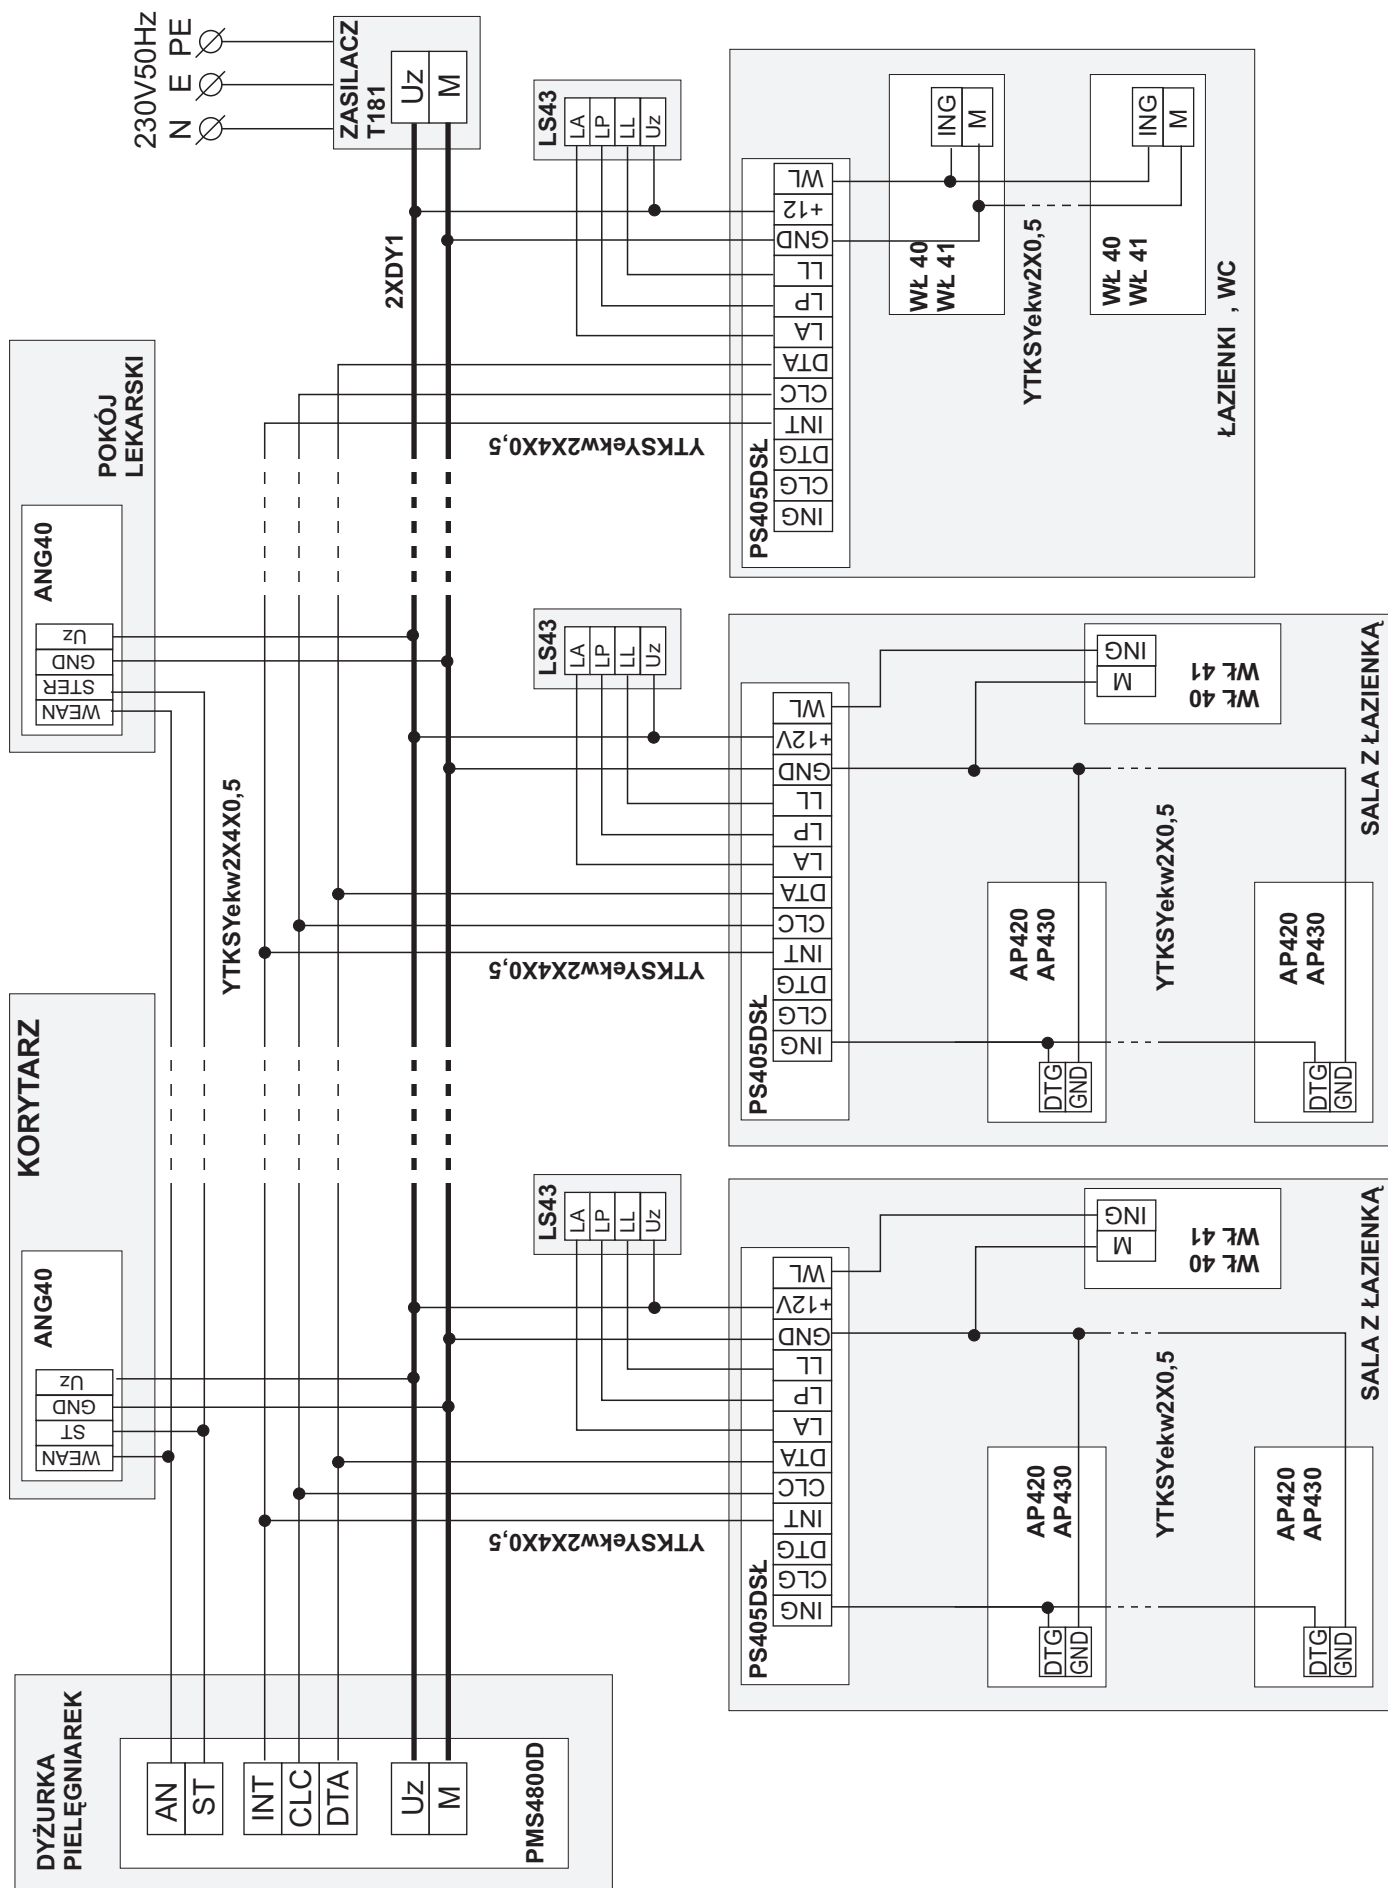 230V50Hz
N E PE
ZASILACZ
T181
Uz
M
2XDY1
POKÓJ
LEKARSKI
ANG40
Uz
GND
STER
WEAN
KORYTARZ
ANG40
Uz
GND
ST
WEAN
YTKSYekw2X4X0,5
DYŻURKA
PIELĘGNIAREK
PMS4800D
AN
ST
INT
CLC
DTA
Uz
M
LS43
LA
LP
LL
Uz
YTKSYekw2X4X0,5
PS405DSŁ
WL
+12
GND
LL
LP
LA
DTA
CLC
INT
DTG
CLG
ING
ING
M
WŁ 40
WŁ 41
YTKSYekw2X0,5
ING
M
WŁ 40
WŁ 41
ŁAZIENKI , WC
LS43
LA
LP
LL
Uz
YTKSYekw2X4X0,5
PS405DSŁ
WL
+12V
GND
LL
LP
LA
DTA
CLC
INT
DTG
CLG
ING
ING
M
WŁ 40
WŁ 41
AP420
AP430
DTG
GND
YTKSYekw2X0,5
AP420
AP430
DTG
GND
SALA Z ŁAZIENKĄ
LS43
LA
LP
LL
Uz
YTKSYekw2X4X0,5
PS405DSŁ
WL
+12V
GND
LL
LP
LA
DTA
CLC
INT
DTG
CLG
ING
ING
M
WŁ 40
WŁ 41
AP420
AP430
DTG
GND
YTKSYekw2X0,5
AP420
AP430
DTG
GND
SALA Z ŁAZIENKĄ